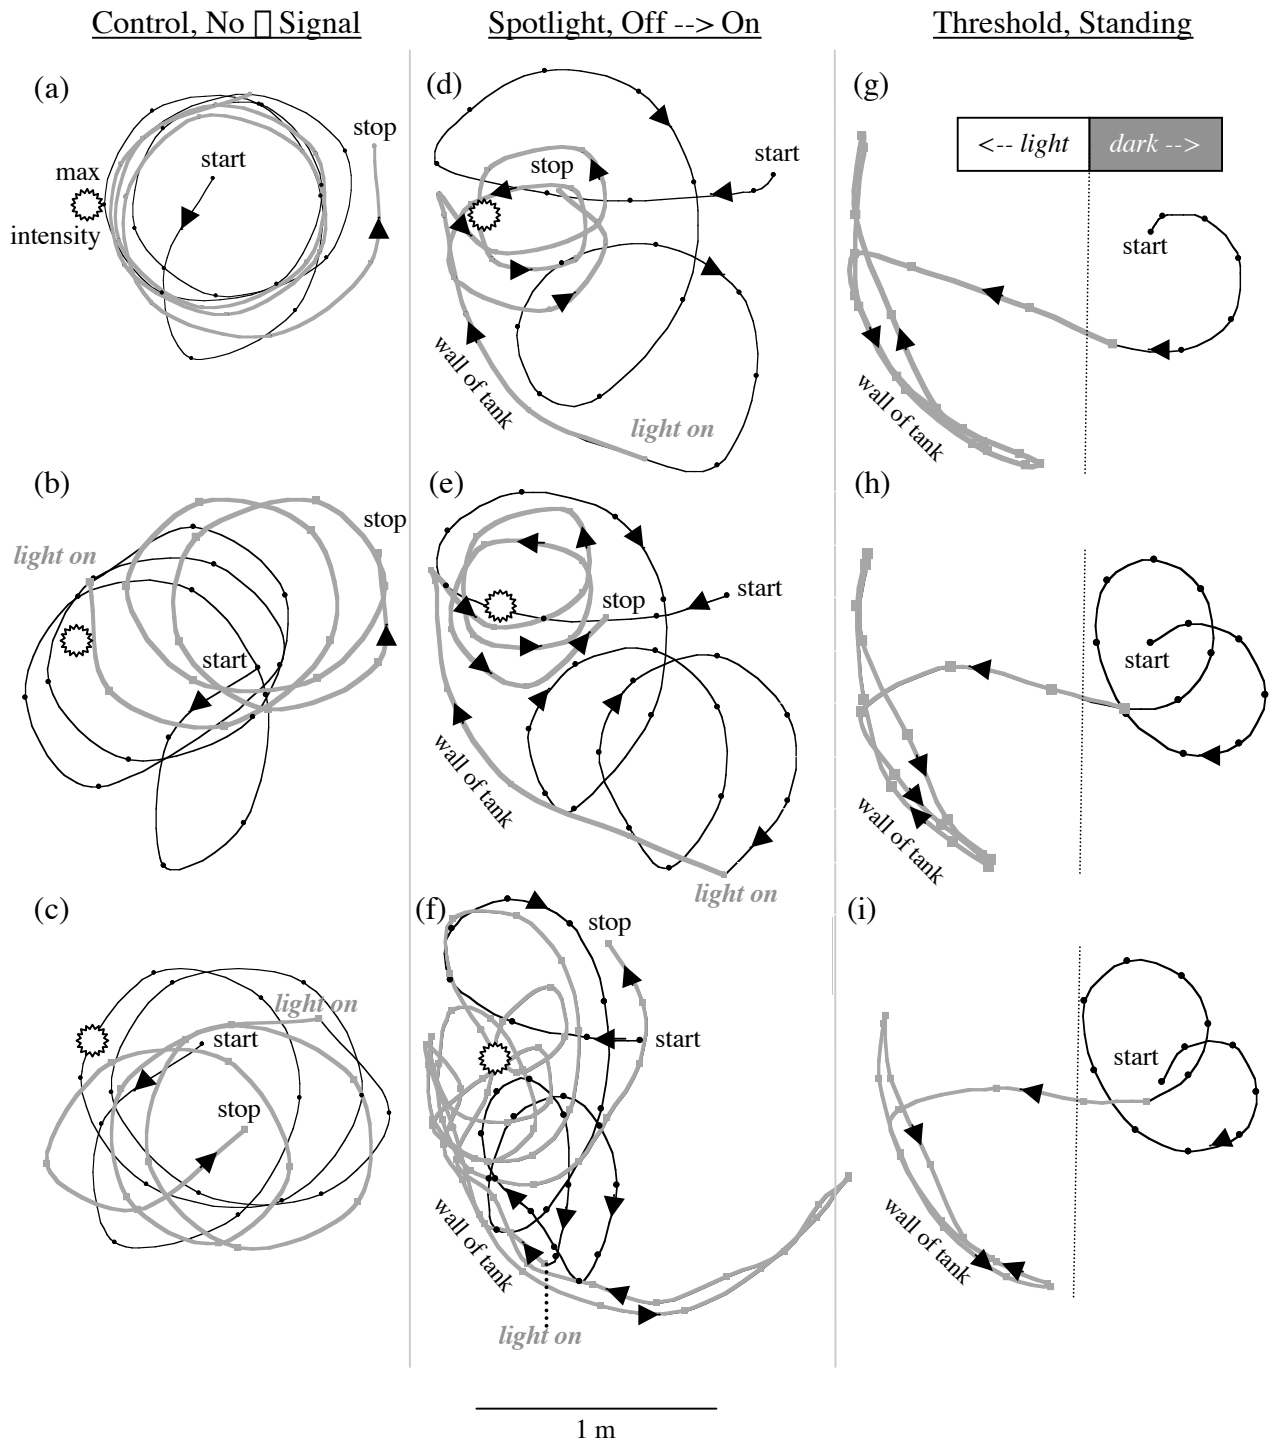 Control, No ▯ Signal
Spotlight, Off --> On
Threshold, Standing
(a)
stop
start
max
intensity
(d)
stop
start
wall of tank
light on
(g)
<-- light
dark -->
start
wall of tank
(b)
light on
stop
start
(e)
start
stop
wall of tank
light on
(h)
start
wall of tank
(c)
light on
start
stop
(f)
stop
start
wall of tank
light on
(i)
start
wall of tank
1 m